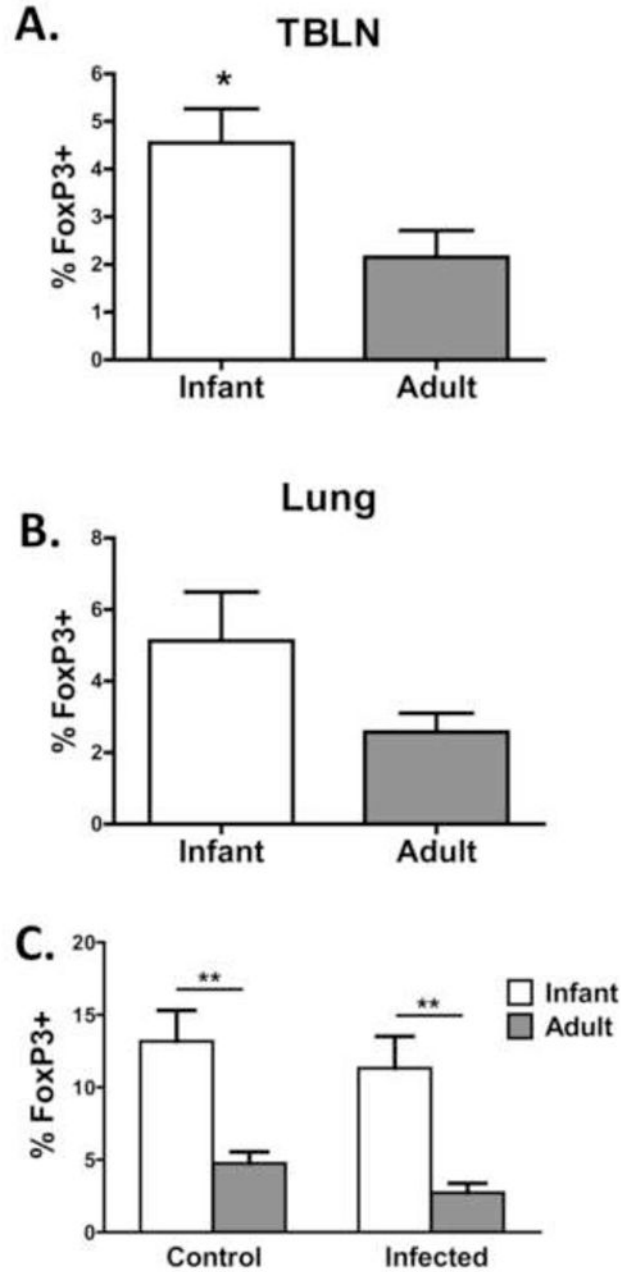 A.
TBLN
6
*
5
4
3
2
1
0
% FoxP3+
Infant Adult
Lung
B.
8
6
4
2
0
% FoxP3+
Infant Adult
C.
20
15
10
5
0
% FoxP3+
** **
Infant
Adult
Control Infected